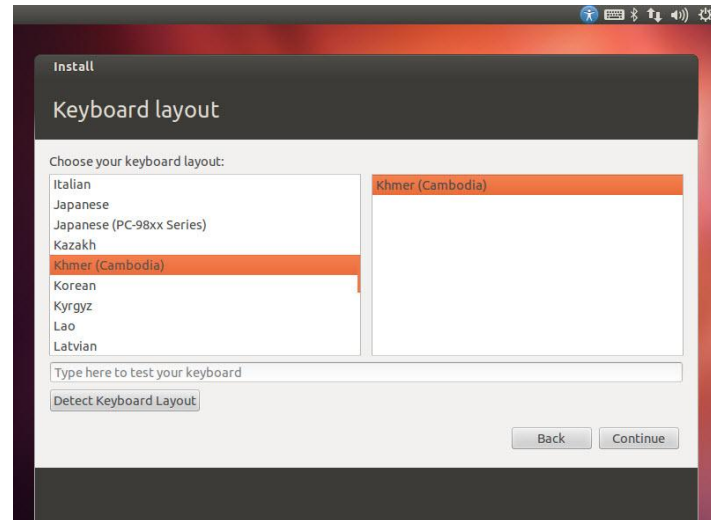 Install
Keyboard layout
Choose your keyboard layout:
Italian
Japanese
Japanese (PC-98xx Series)
Kazakh
Khmer (Cambodia)
Korean
Kyrgyz
Lao
Latvian
Khmer (Cambodia)
Type here to test your keyboard
Detect Keyboard Layout
Back Continue